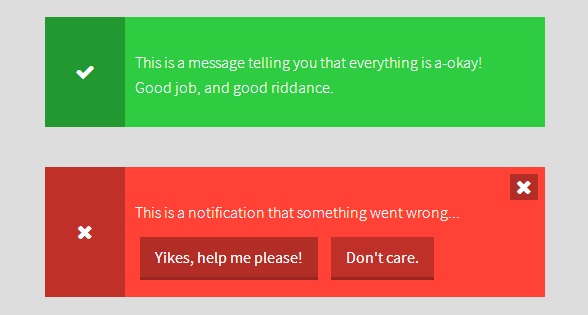 This is a message telling you that everything is a-okay!
Good job, and good riddance.
This is a notification that something went wrong...
Yikes, help me please!
Don't care.